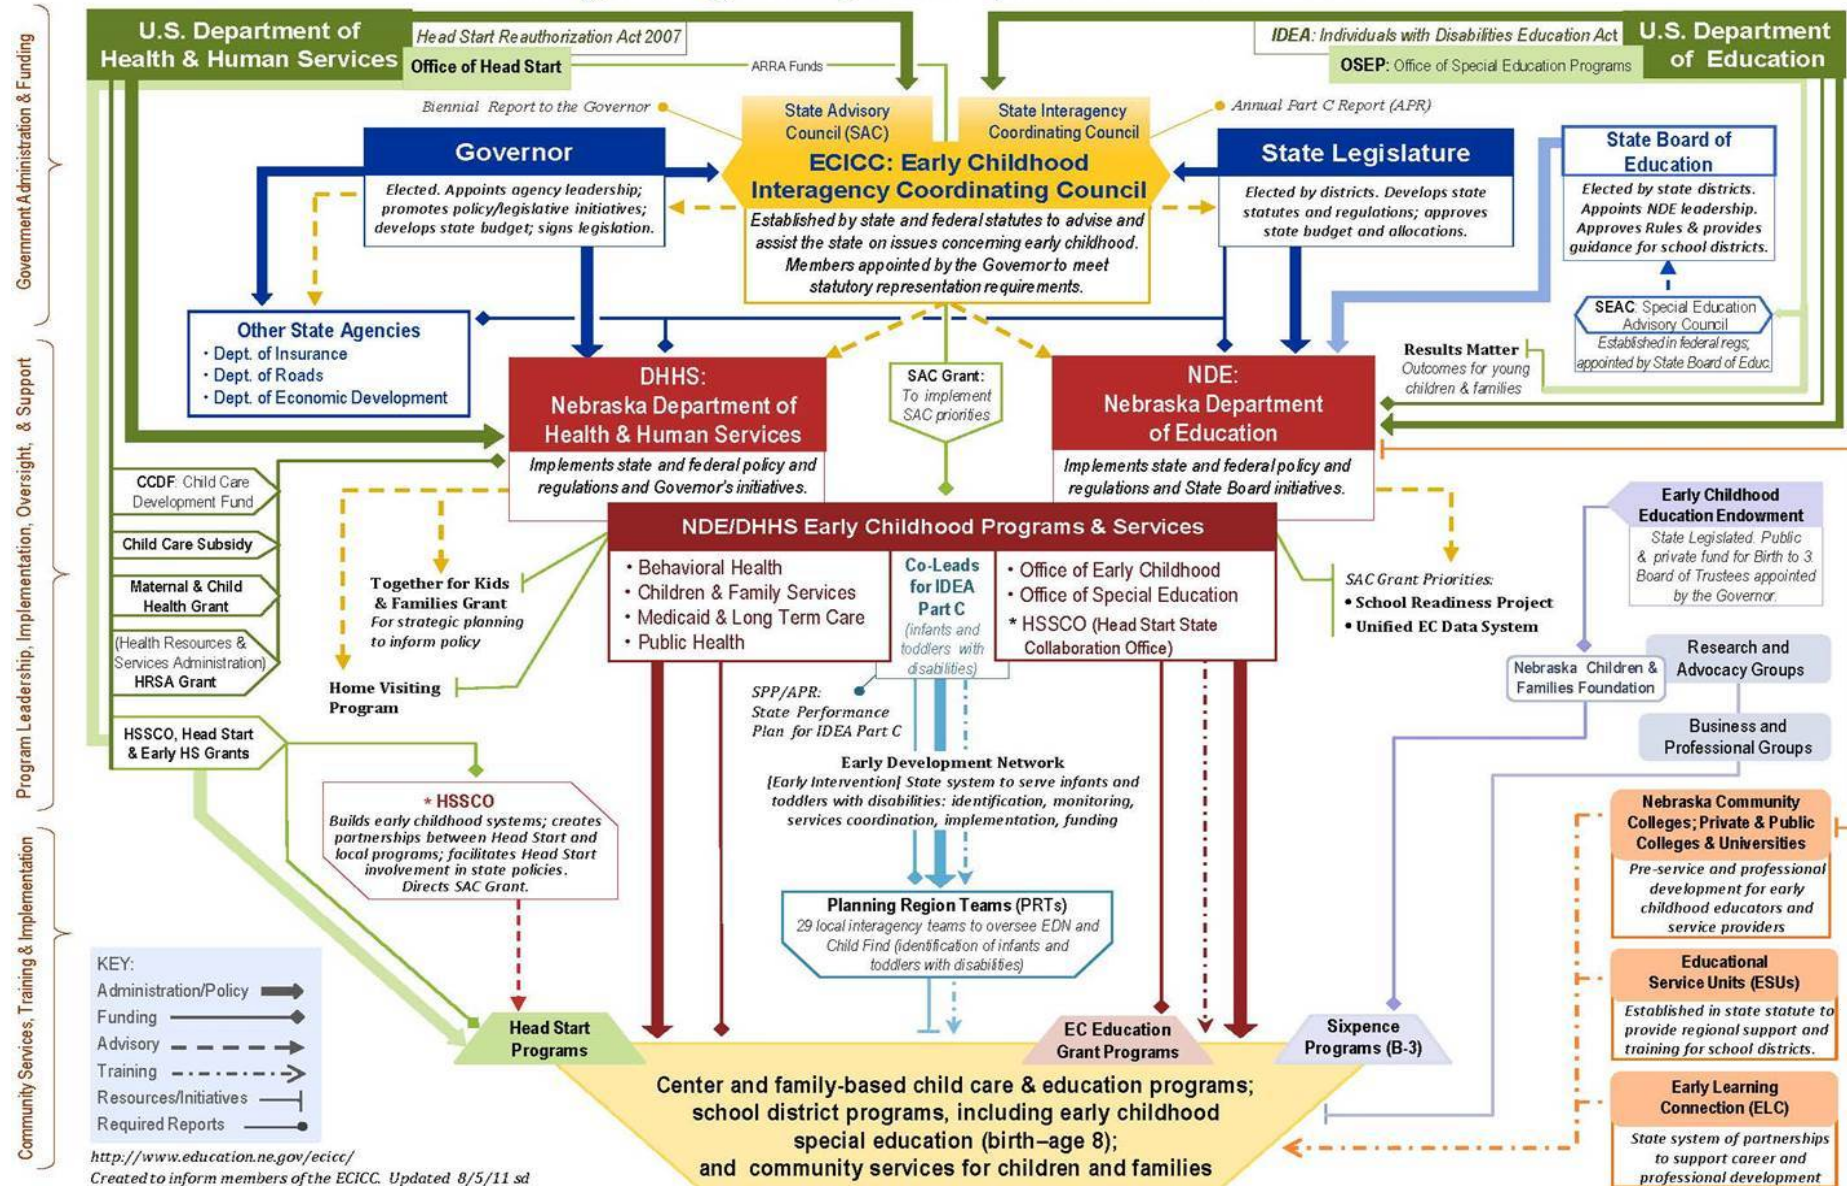 Government Administration & Funding
Program Leadership, Implementation, Oversight, & Support
Community Services, Training & Implementation
U.S. Department of
Health & Human Services
Head Start Reauthorization Act 2007
Office of Head Start
ARRA Funds
IDEA: Individuals with Disabilities Education Act
OSEP: Office of Special Education Programs
U.S. Department
of Education
Biennial Report to the Governor
State Advisory
Council (SAC)
State Interagency
Coordinating Council
Annual Part C Report (APR)
Governor
Elected. Appoints agency leadership;
promotes policy/legislative initiatives;
develops state budget; signs legislation.
ECICC: Early Childhood
Interagency Coordinating Council
Established by state and federal statutes to advise and
assist the state on issues concerning early childhood.
Members appointed by the Governor to meet
statutory representation requirements.
State Legislature
Elected by districts. Develops state
statutes and regulations; approves
state budget and allocations.
State Board of
Education
Elected by state districts.
Appoints NDE leadership.
Approves Rules & provides
guidance for school districts.
SEAC: Special Education
Advisory Council
Established in federal regs;
appointed by State Board of Educ.
Other State Agencies
• Dept. of Insurance
• Dept. of Roads
• Dept. of Economic Development
DHHS:
Nebraska Department of
Health & Human Services
Implements state and federal policy and
regulations and Governor's initiatives.
SAC Grant:
To implement
SAC priorities
NDE:
Nebraska Department
of Education
Implements state and federal policy and
regulations and State Board initiatives.
Results Matter
Outcomes for young
children & families
CCDF: Child Care
Development Fund
Child Care Subsidy
Maternal & Child
Health Grant
(Health Resources &
Services Administration)
HRSA Grant
HSSCO, Head Start
& Early HS Grants
Together for Kids
& Families Grant
For strategic planning
to inform policy
Home Visiting
Program
NDE/DHHS Early Childhood Programs & Services
• Behavioral Health
• Children & Family Services
• Medicaid & Long Term Care
• Public Health
Co-Leads
for IDEA
Part C
(infants and
toddlers with
disabilities)
• Office of Early Childhood
• Office of Special Education
* HSSCO (Head Start State
Collaboration Office)
SAC Grant Priorities:
• School Readiness Project
• Unified EC Data System
Early Childhood
Education Endowment
State Legislated. Public
& private fund for Birth to 3.
Board of Trustees appointed
by the Governor.
Nebraska Children &
Families Foundation
Research and
Advocacy Groups
Business and
Professional Groups
SPP/APR:
State Performance
Plan for IDEA Part C
Early Development Network
[Early Intervention] State system to serve infants and
toddlers with disabilities: identification, monitoring,
services coordination, implementation, funding
* HSSCO
Builds early childhood systems; creates
partnerships between Head Start and
local programs; facilitates Head Start
involvement in state policies.
Directs SAC Grant.
Planning Region Teams (PRTs)
29 local interagency teams to oversee EDN and
Child Find (identification of infants and
toddlers with disabilities)
Nebraska Community
Colleges; Private & Public
Colleges & Universities
Pre-service and professional
development for early
childhood educators and
service providers
Educational
Service Units (ESUs)
Established in state statute to
provide regional support and
training for school districts.
Early Learning
Connection (ELC)
State system of partnerships
to support career and
professional development
KEY:
Administration/Policy
Funding
Advisory
Training
Resources/Initiatives
Required Reports
Head Start
Programs
EC Education
Grant Programs
Sixpence
Programs (B-3)
Center and family-based child care & education programs;
school district programs, including early childhood
special education (birth–age 8);
and community services for children and families
http://www.education.ne.gov/ecicc/
Created to inform members of the ECICC. Updated 8/5/11 sd